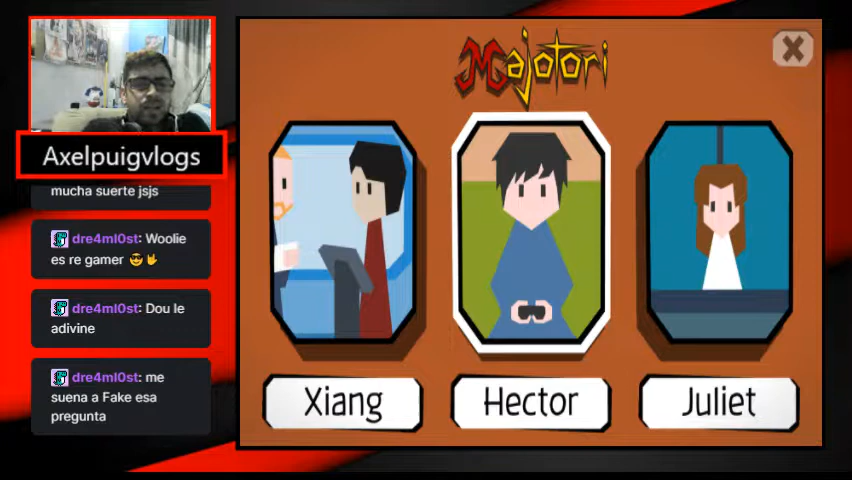 Majotori
Axelpuigvlogs
mucha suerte jsjs
dre4ml0st: Woolie
es re gamer 😎🤟
dre4ml0st: Dou le
adivine
dre4ml0st: me
suena a Fake esa
pregunta
Xiang
Hector
Juliet